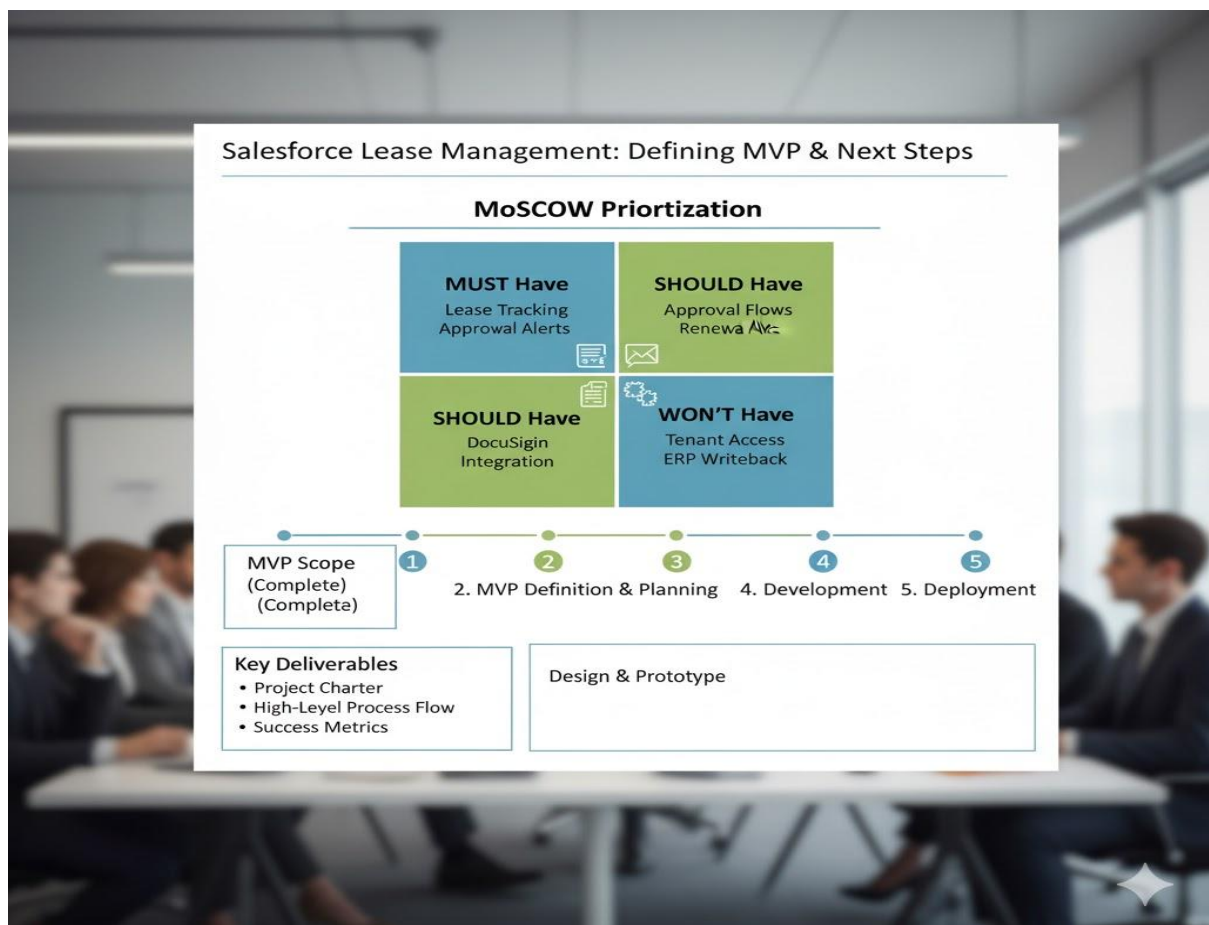 Salesforce Lease Management: Defining MVP & Next Steps
MoSCOW Priortization
MUST Have
Lease Tracking
Approwal Alerts
SHOULD Have
Approval Flows
SHOULD Have
DocuSigin
Integration
WON'T Have
Tenant Access
ERP Writeback
MVP Scope
(Complete)
(Complete)
1
2
3
4
5
2. MVP Definition & Planning
4. Development
5. Deployment
Key Deliverables
• Project Charter
• High-Leyel Process Flow
• Success Metrics
Design & Prototype